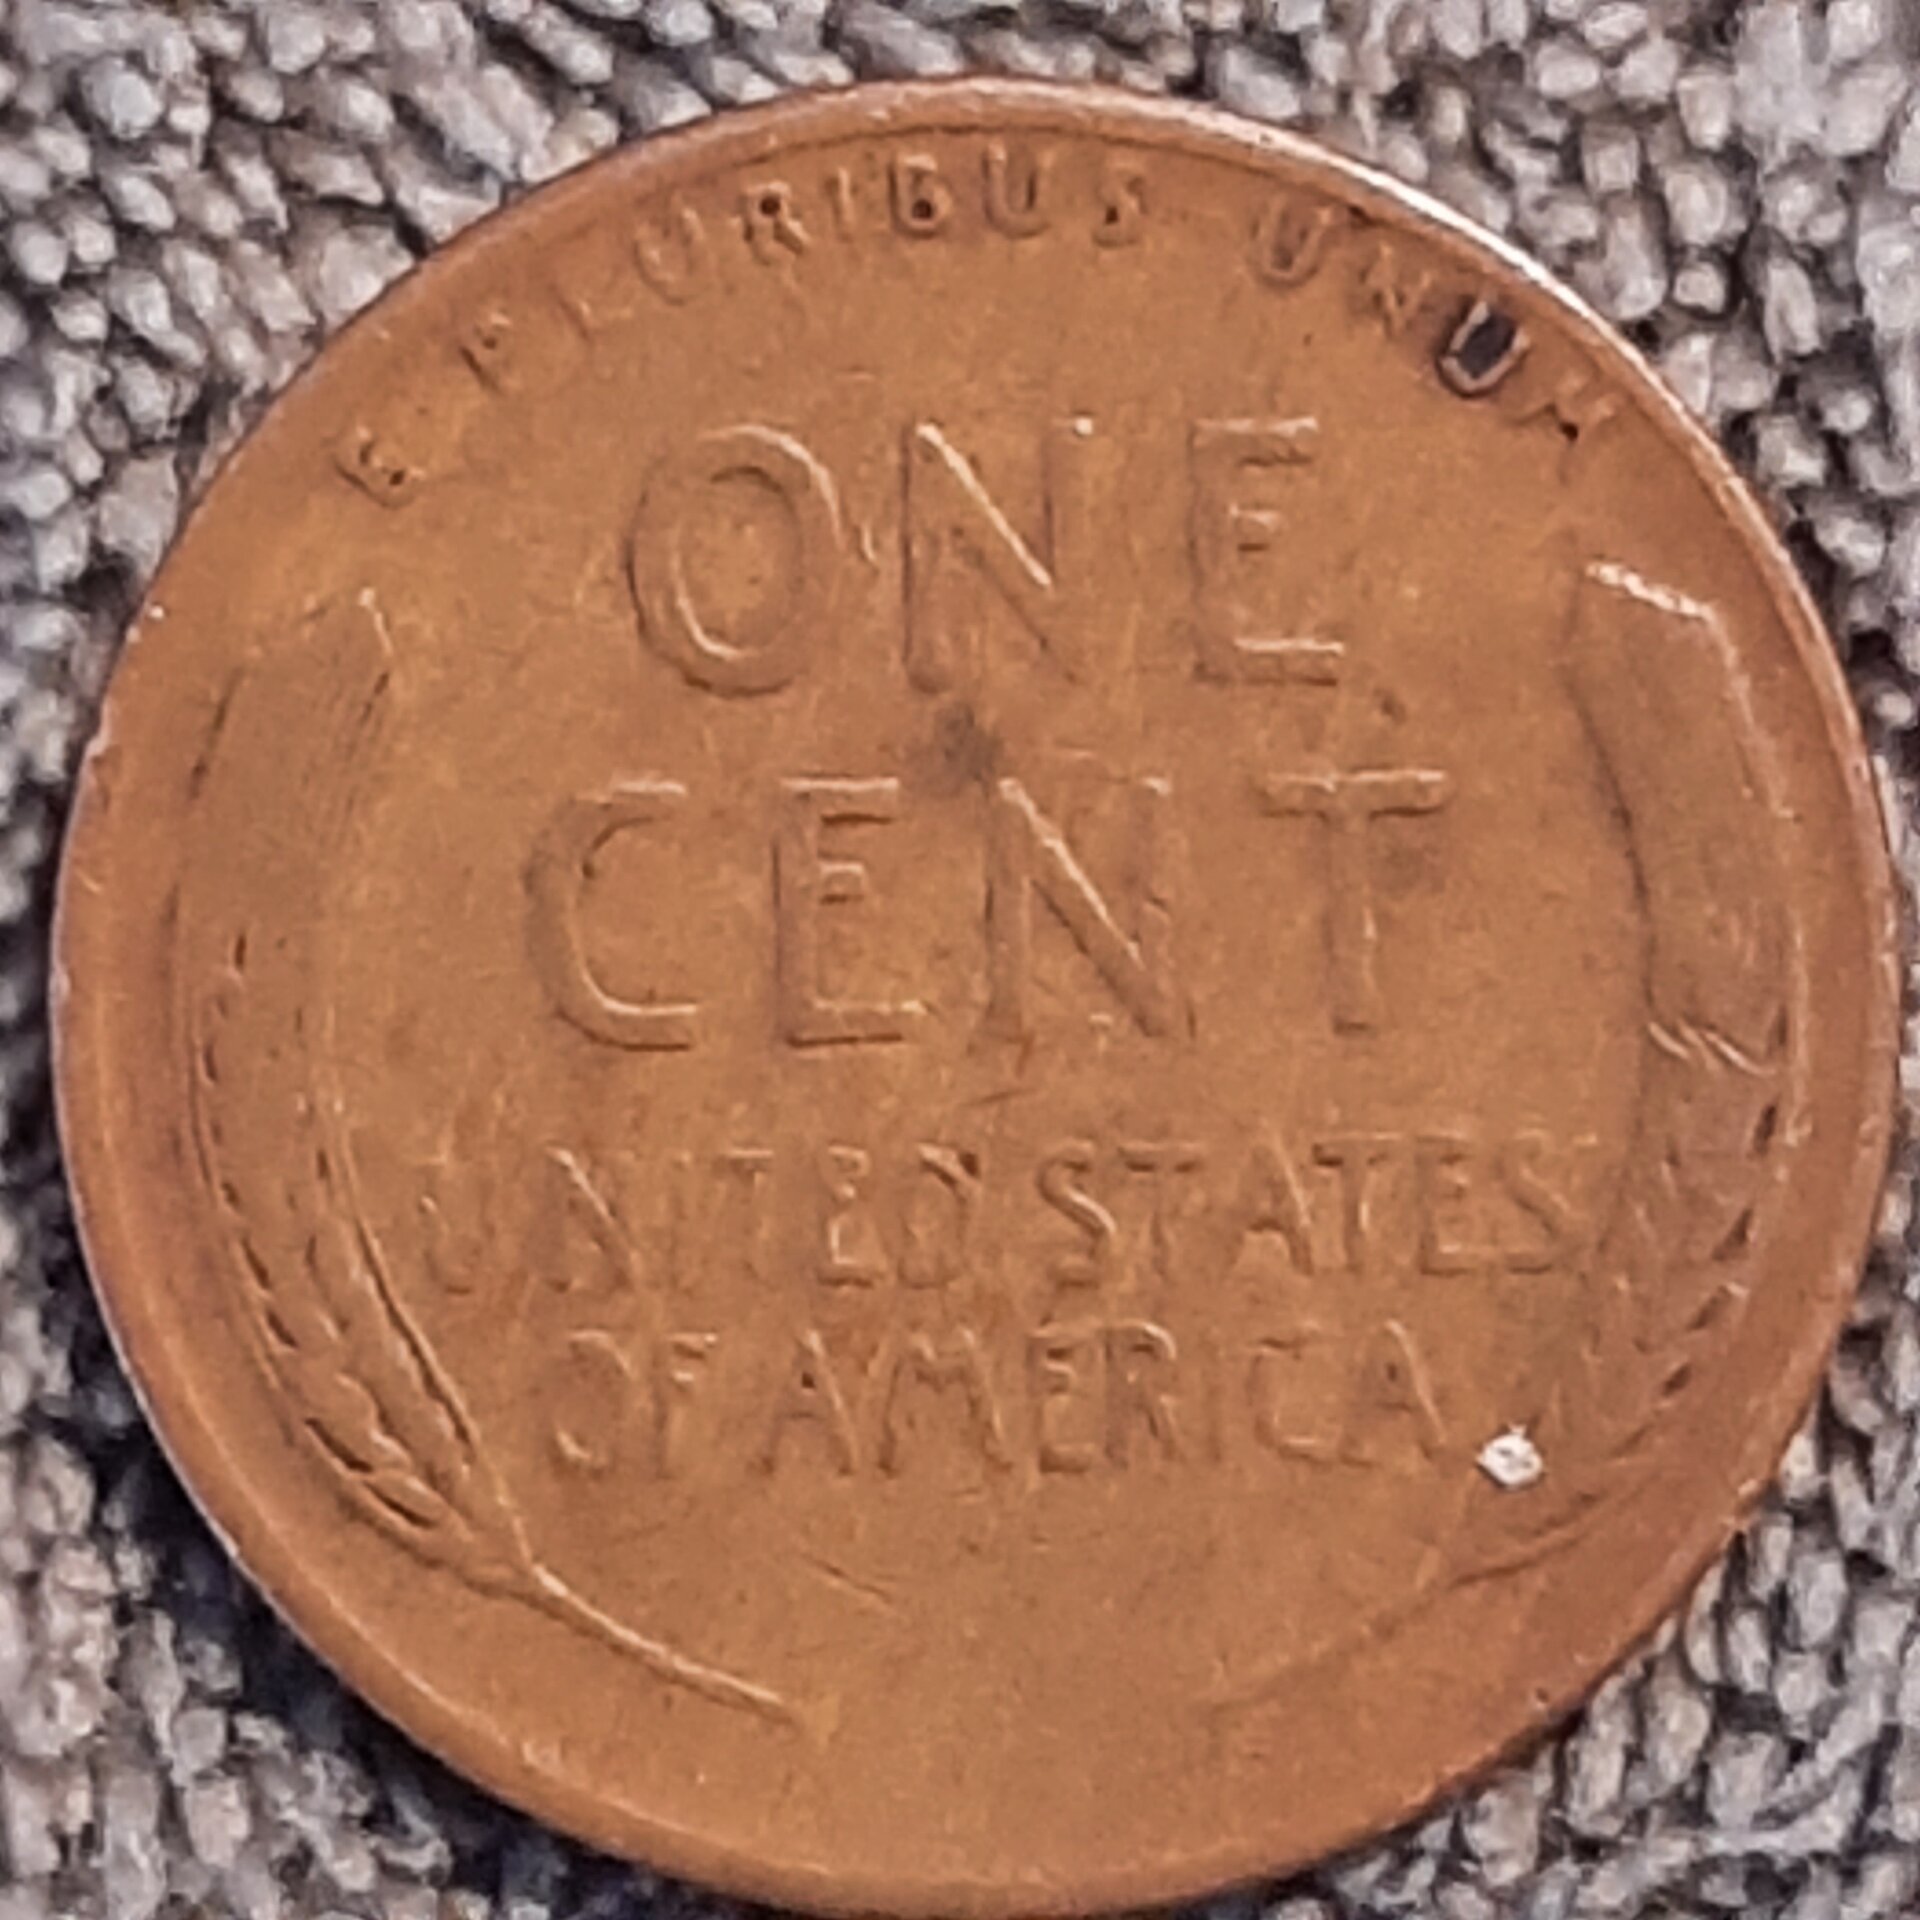 E PLURIBUS UNUM
ONE
CENT
UNITED STATES
OF AMERICA